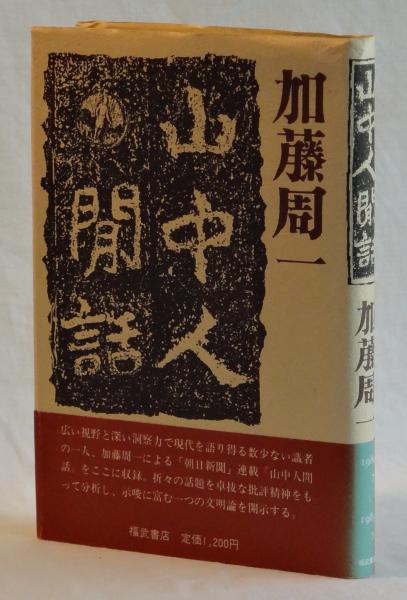 加藤周一
山中人
閒話
広い視野と深い洞察力で現代を語り得る数少ない識者
の一人、加藤周一による「朝日新聞」連載『山中人閒
話』をここに収録。折々の話題を卓抜な批評精神をも
って分析し、示唆に富む一つの文明論を開示する。
福武書店 定価1,200円
山中人閒話
加藤周一
福武書店